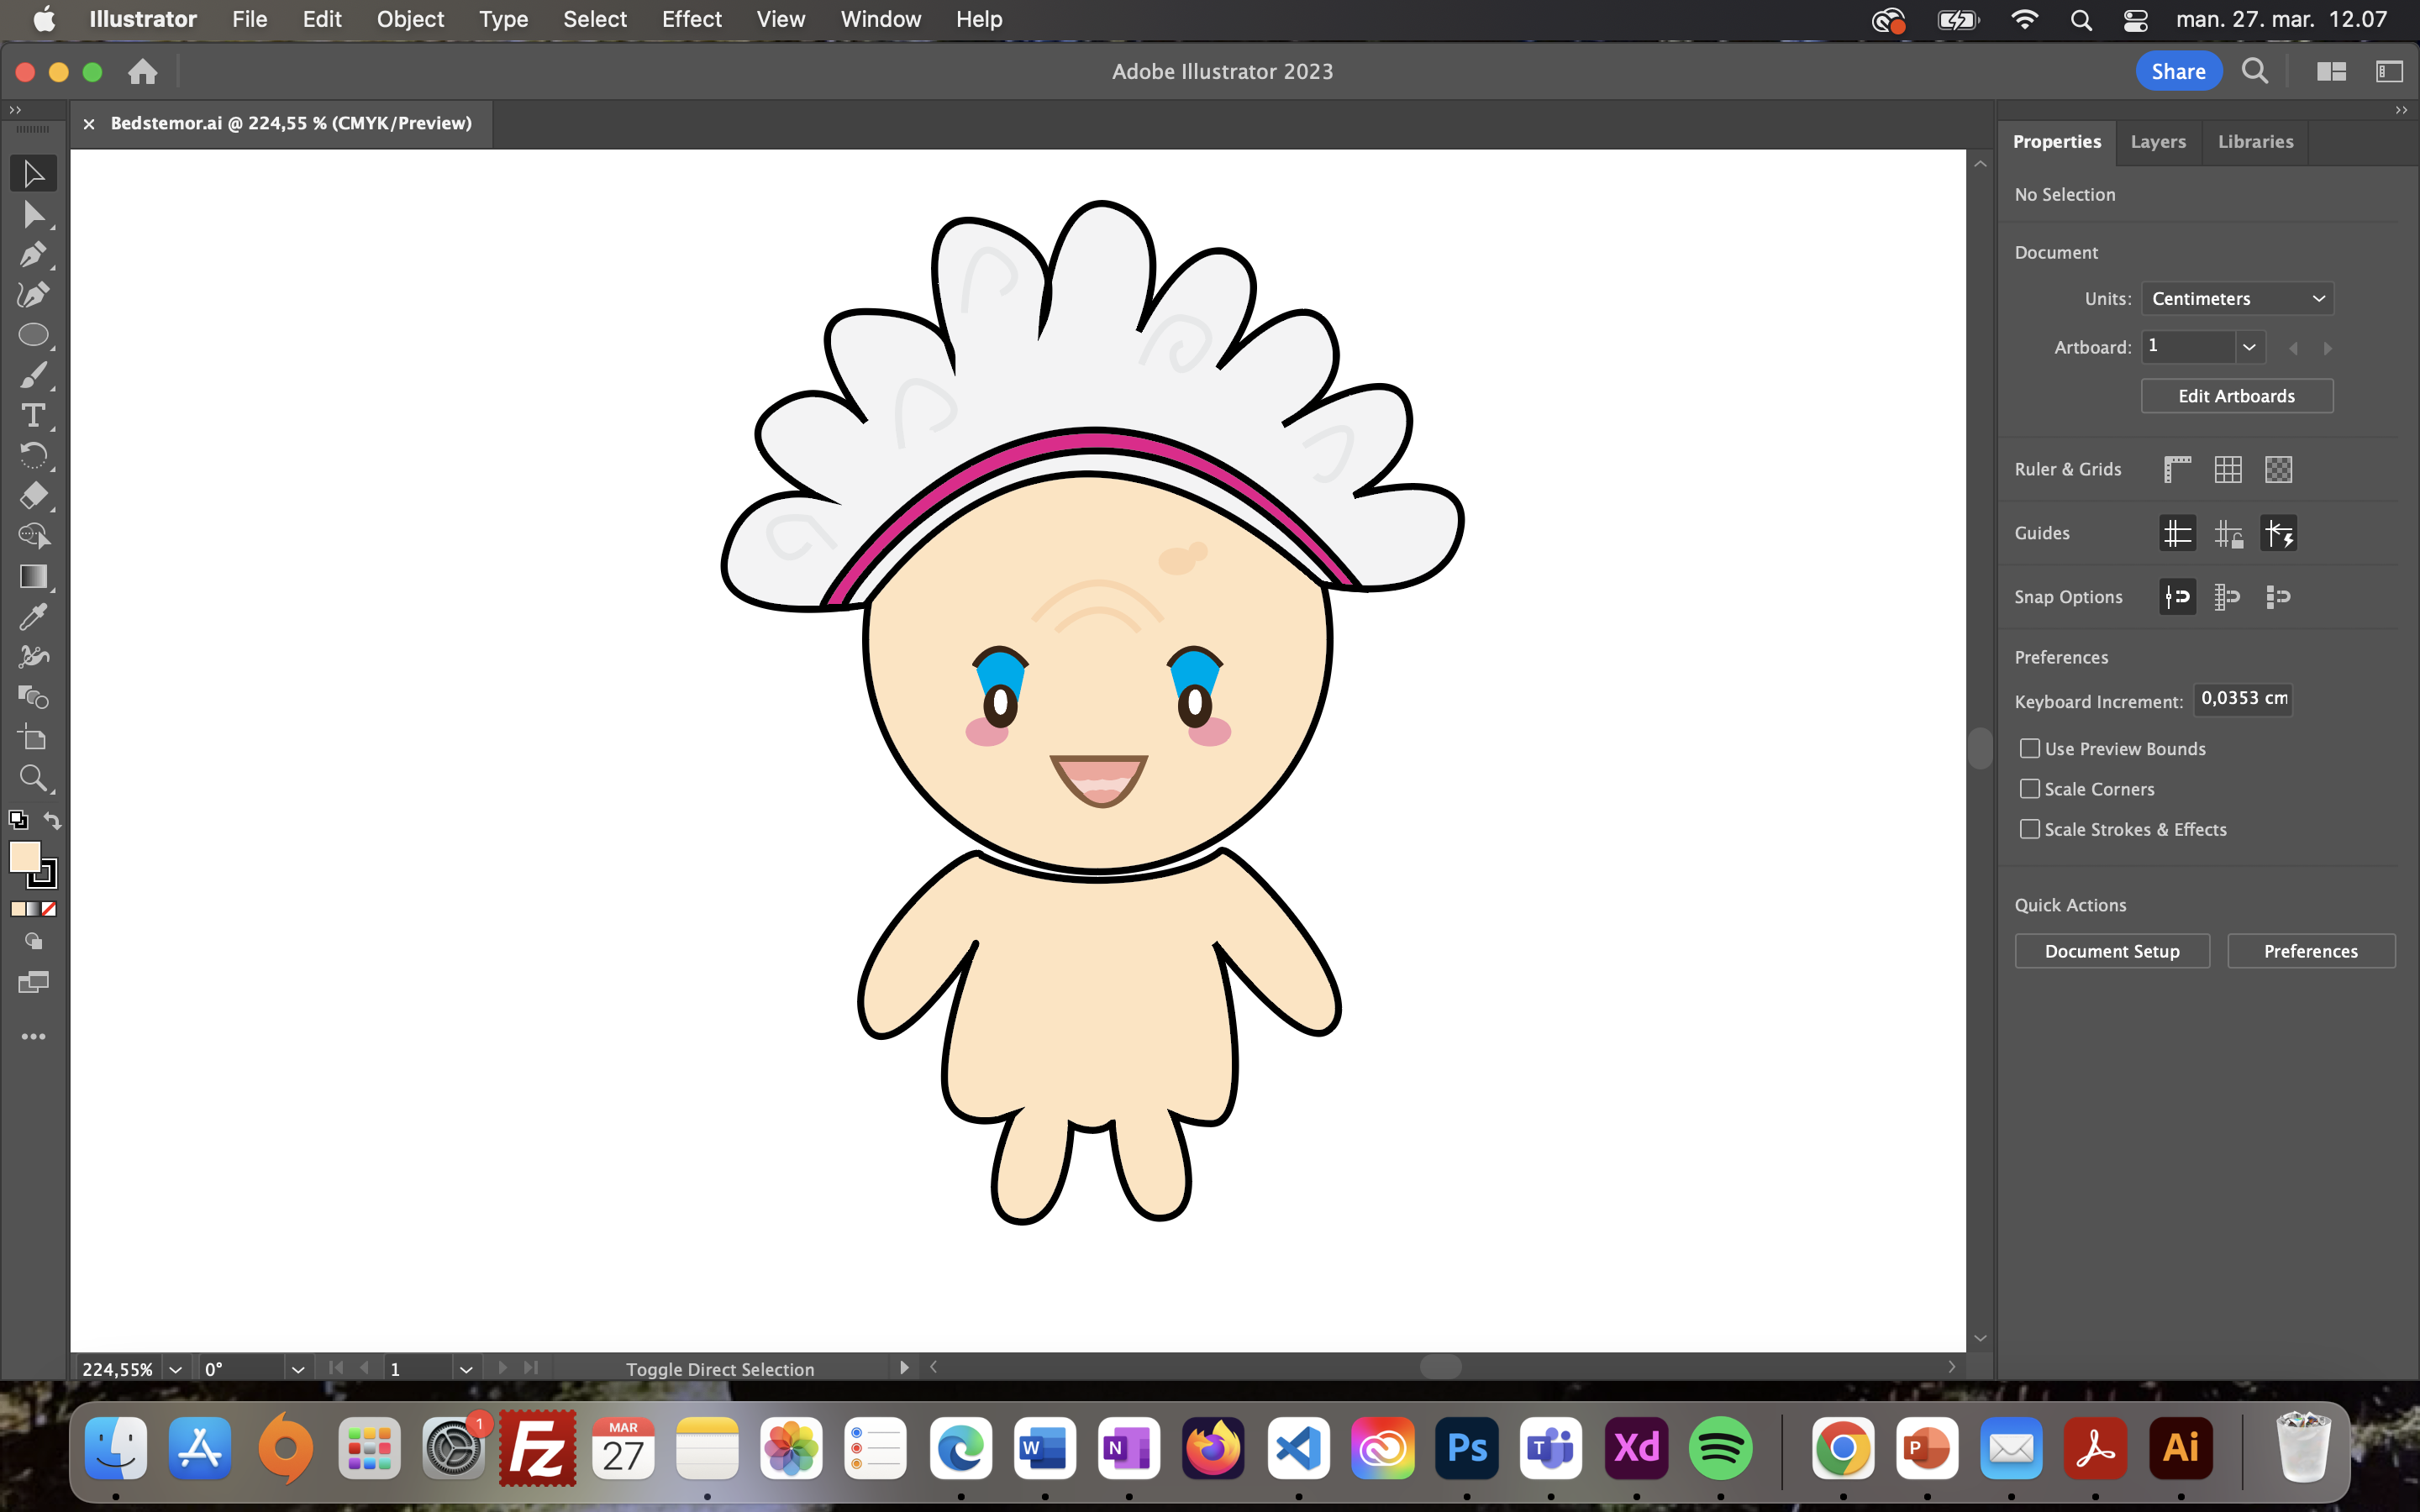 Illustrator File Edit Object Type Select Effect View Window Help man. 27. mar. 12.07
Adobe Illustrator 2023 Share
× Bedstemor.ai @ 224,55 % (CMYK/Preview)
Properties Layers Libraries
No Selection
Document
Units: Centimeters
Artboard: 1
Edit Artboards
Ruler & Grids
Guides
Snap Options
Preferences
Keyboard Increment: 0,0353 cm
Use Preview Bounds
Scale Corners
Scale Strokes & Effects
Quick Actions
Document Setup Preferences
224,55% 0° 1 Toggle Direct Selection
1
Fz
MAR
27
W
N
Ps
T
Xd
P
Ai